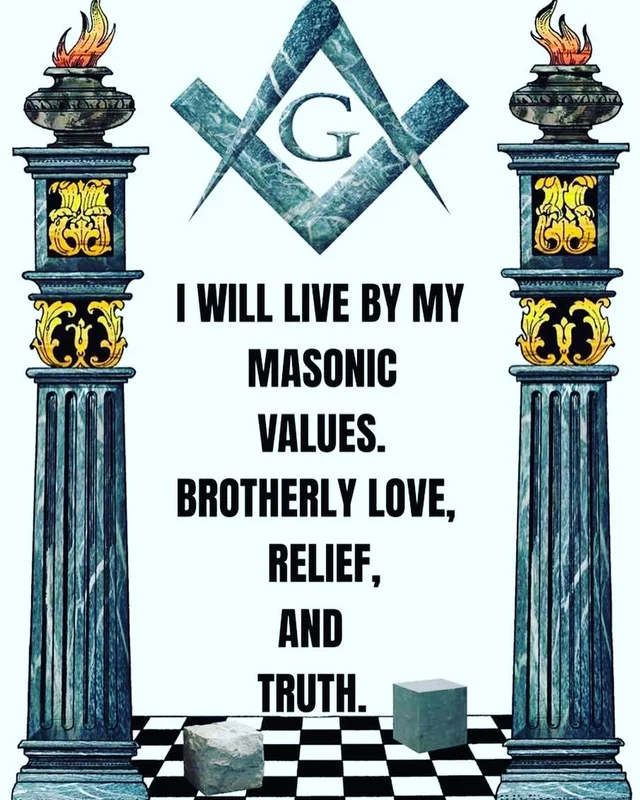 G
I WILL LIVE BY MY
MASONIC
VALUES.
BROTHERLY LOVE,
RELIEF,
AND
TRUTH.